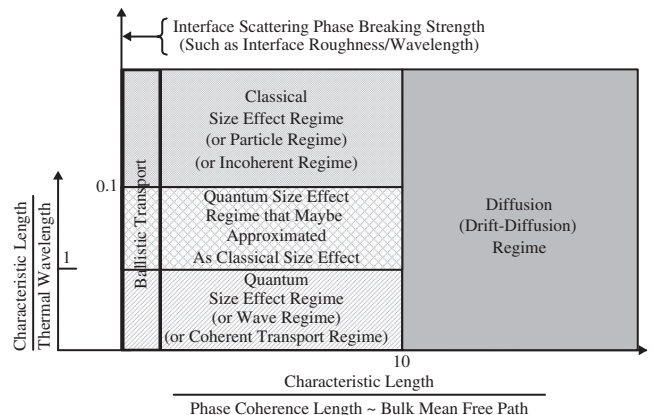 Interface Scattering Phase Breaking Strength
(Such as Interface Roughness/Wavelength)
Classical
Size Effect Regime
(or Particle Regime)
(or Incoherent Regime)
0.1
Quantum Size Effect
Regime that Maybe
Approximated
As Classical Size Effect
1
Quantum
Size Effect Regime
(or Wave Regime)
(or Coherent Transport Regime)
Ballistic Transport
Diffusion
(Drift-Diffusion)
Regime
Characteristic Length
Thermal Wavelength
10
Characteristic Length
Phase Coherence Length ~ Bulk Mean Free Path